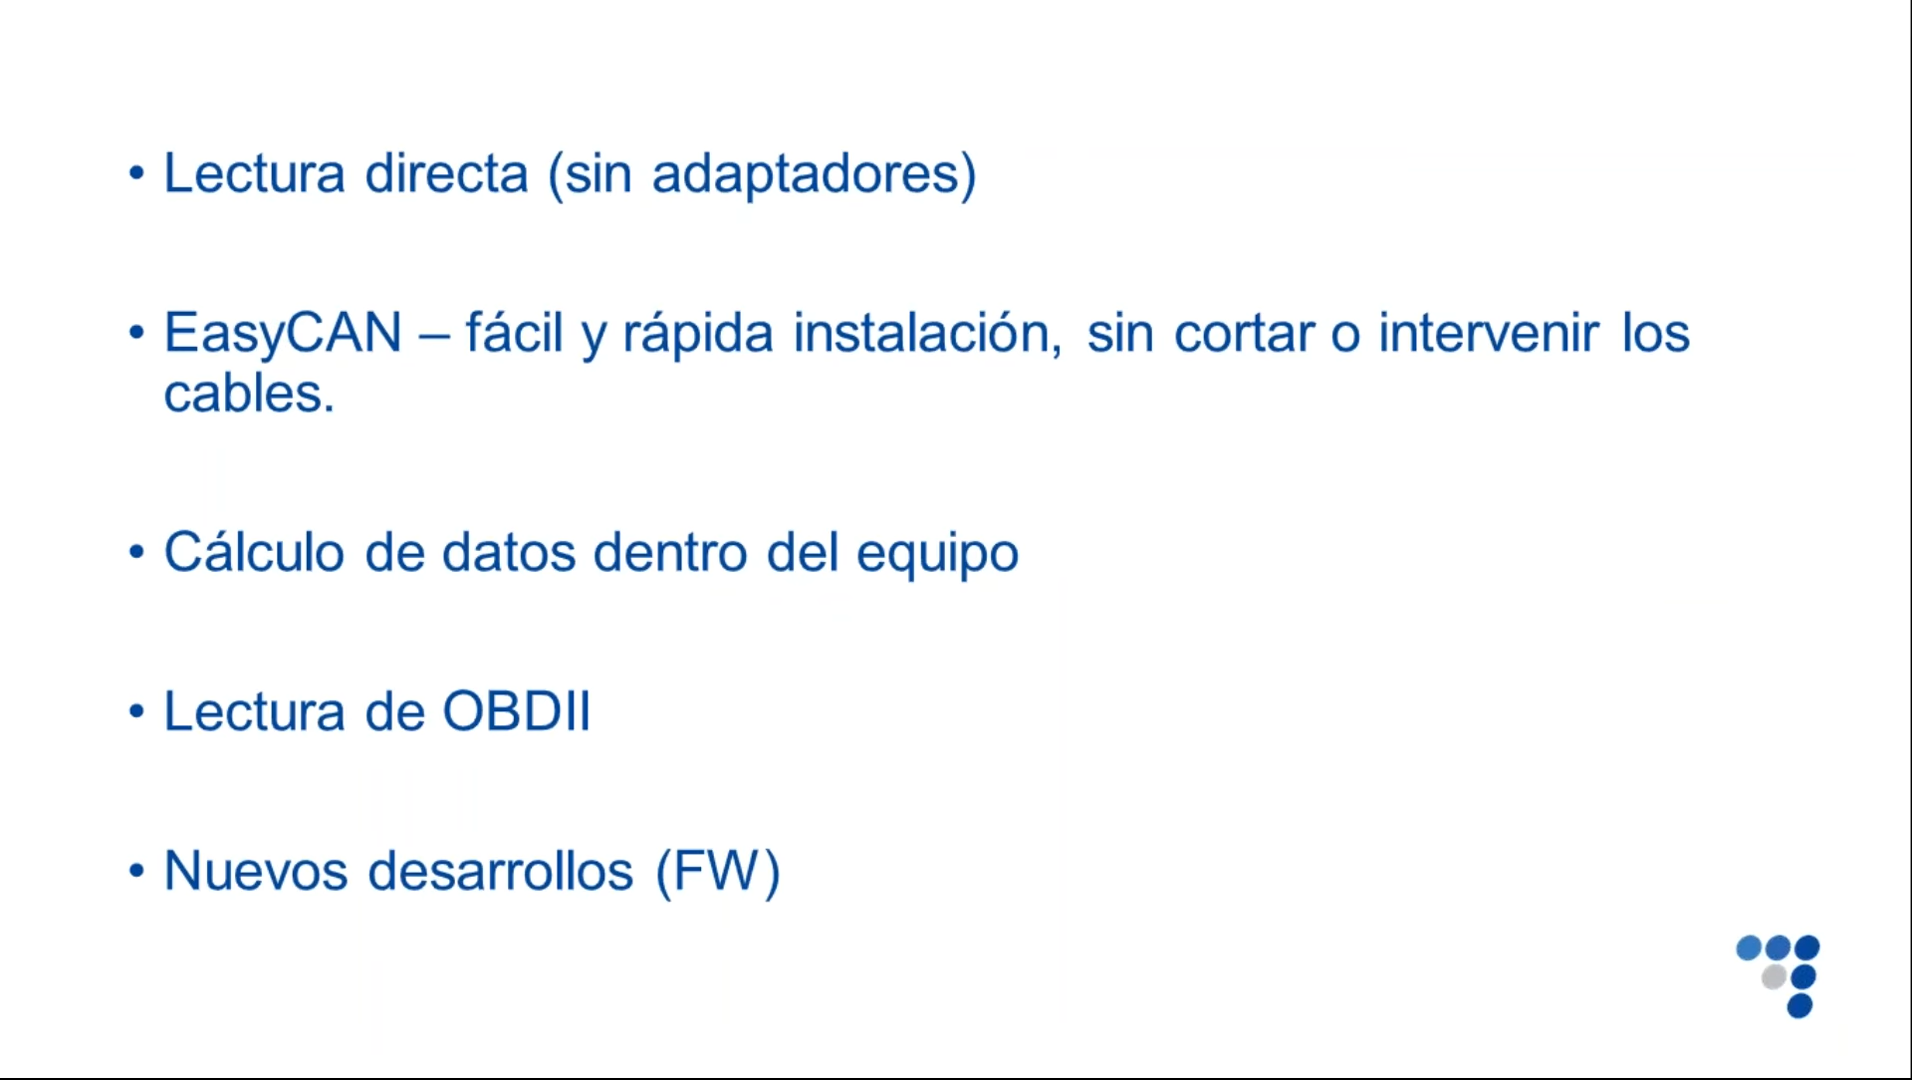 • Lectura directa (sin adaptadores)
• EasyCAN – fácil y rápida instalación, sin cortar o intervenir los
cables.
• Cálculo de datos dentro del equipo
• Lectura de OBDII
• Nuevos desarrollos (FW)